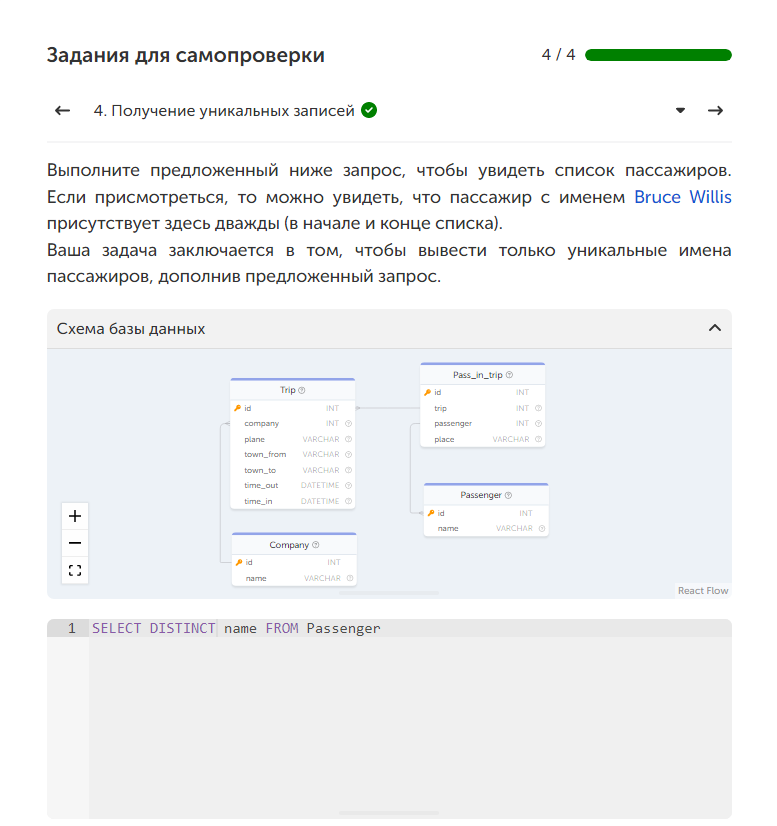 Задания для самопроверки
4 / 4
4. Получение уникальных записей
Выполните предложенный ниже запрос, чтобы увидеть список пассажиров.
Если присмотреться, то можно увидеть, что пассажир с именем Bruce Willis
присутствует здесь дважды (в начале и конце списка).
Ваша задача заключается в том, чтобы вывести только уникальные имена
пассажиров, дополнив предложенный запрос.
Схема базы данных
Trip
id INT
company INT
plane VARCHAR
town_from VARCHAR
town_to VARCHAR
time_out DATETIME
time_in DATETIME
Pass_in_trip
id INT
trip INT
passenger INT
place VARCHAR
Passenger
id INT
name VARCHAR
Company
id INT
name VARCHAR
React Flow
1 SELECT DISTINCT name FROM Passenger